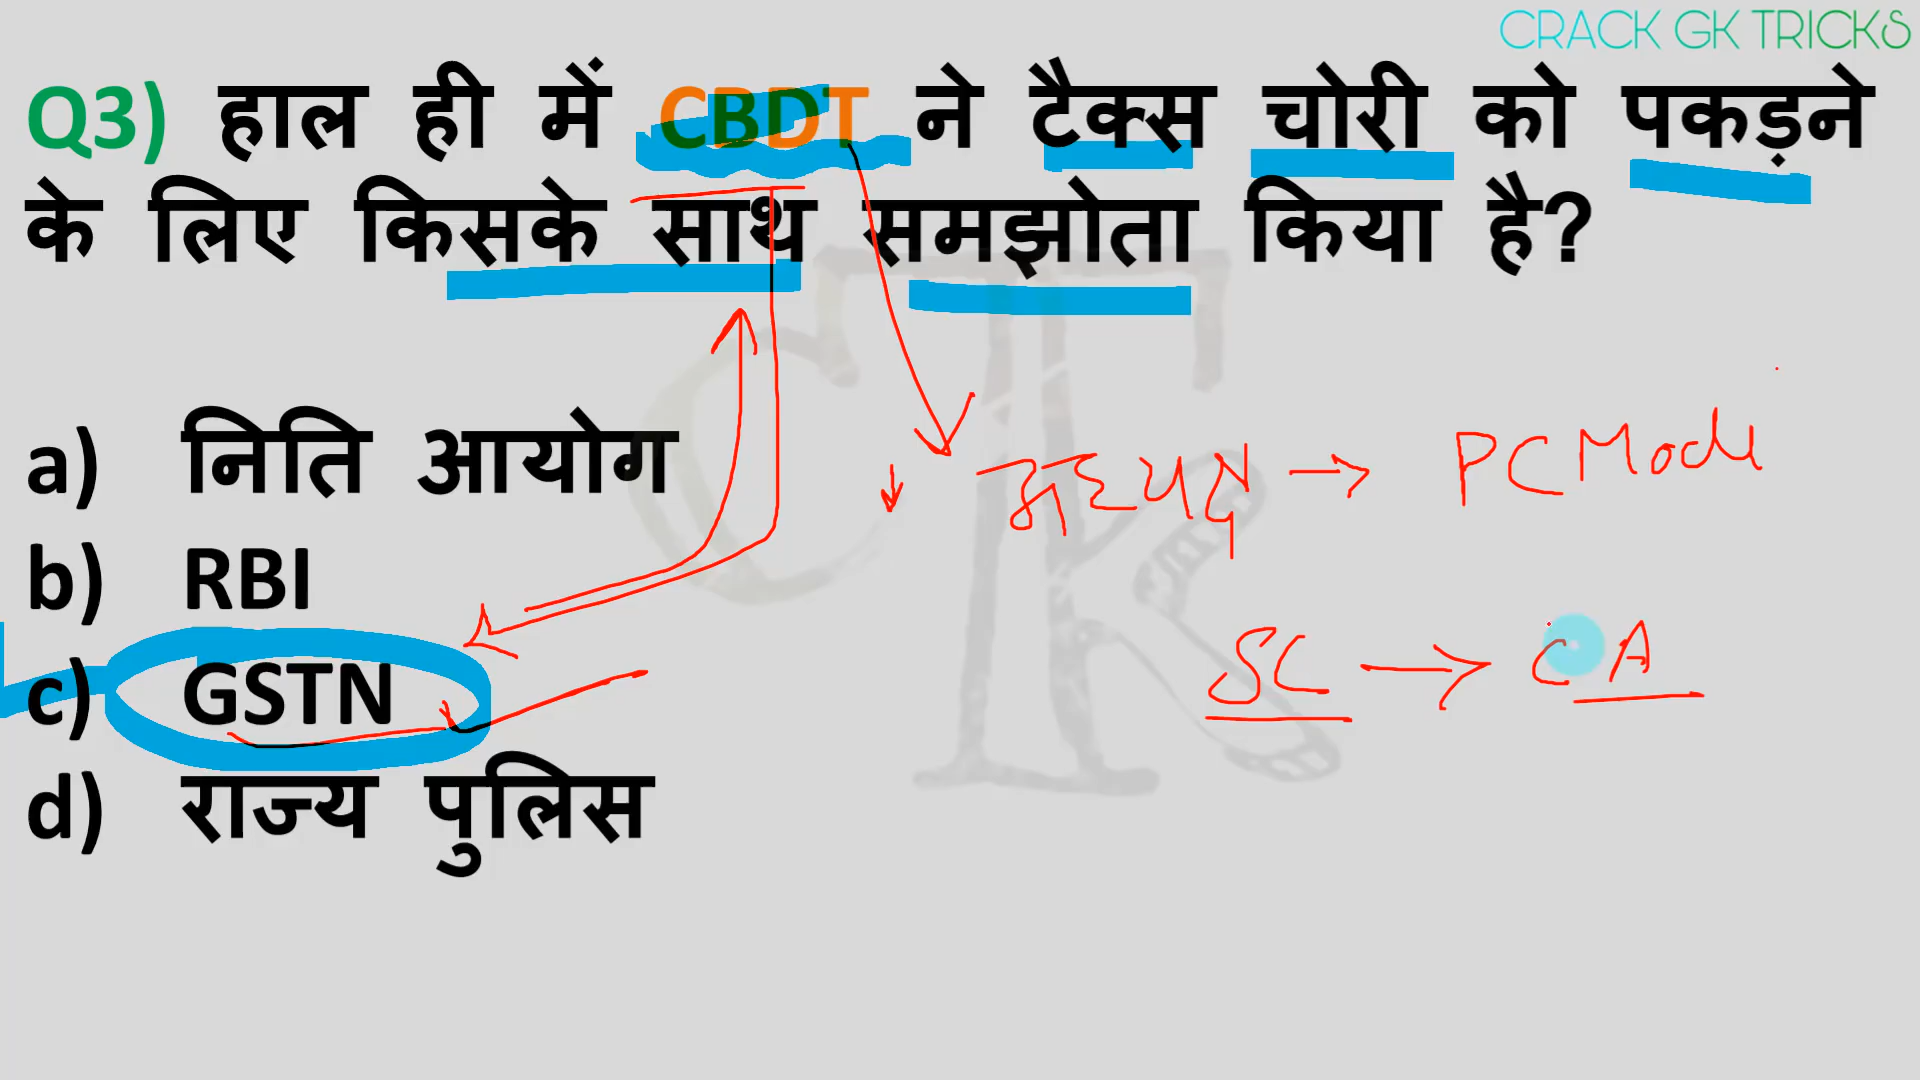 CRACK GK TRICKS
Q3) हाल ही में CBDT ने टैक्स चोरी को पकड़ने
के लिए किसके साथ समझोता किया है?
a) निति आयोग
b) RBI
c) GSTN
d) राज्य पुलिस
PC Modi
SC → CA